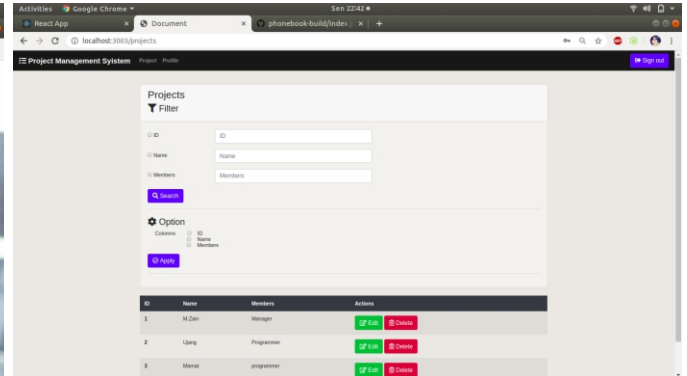 Activities Google Chrome Sen 22:42
React App × Document × phonebook-build/index. × +
localhost:3003/projects
Project Management Syistem Project Profile Sign out
Projects
Filter
ID ID
Name Name
Members Members
Search
Option
Columns ID
Name
Members
Apply
ID Name Members Actions
1 M.Zain Manager Edit Delete
2 Ujang Programmer Edit Delete
3 Mamat programmer Edit Delete